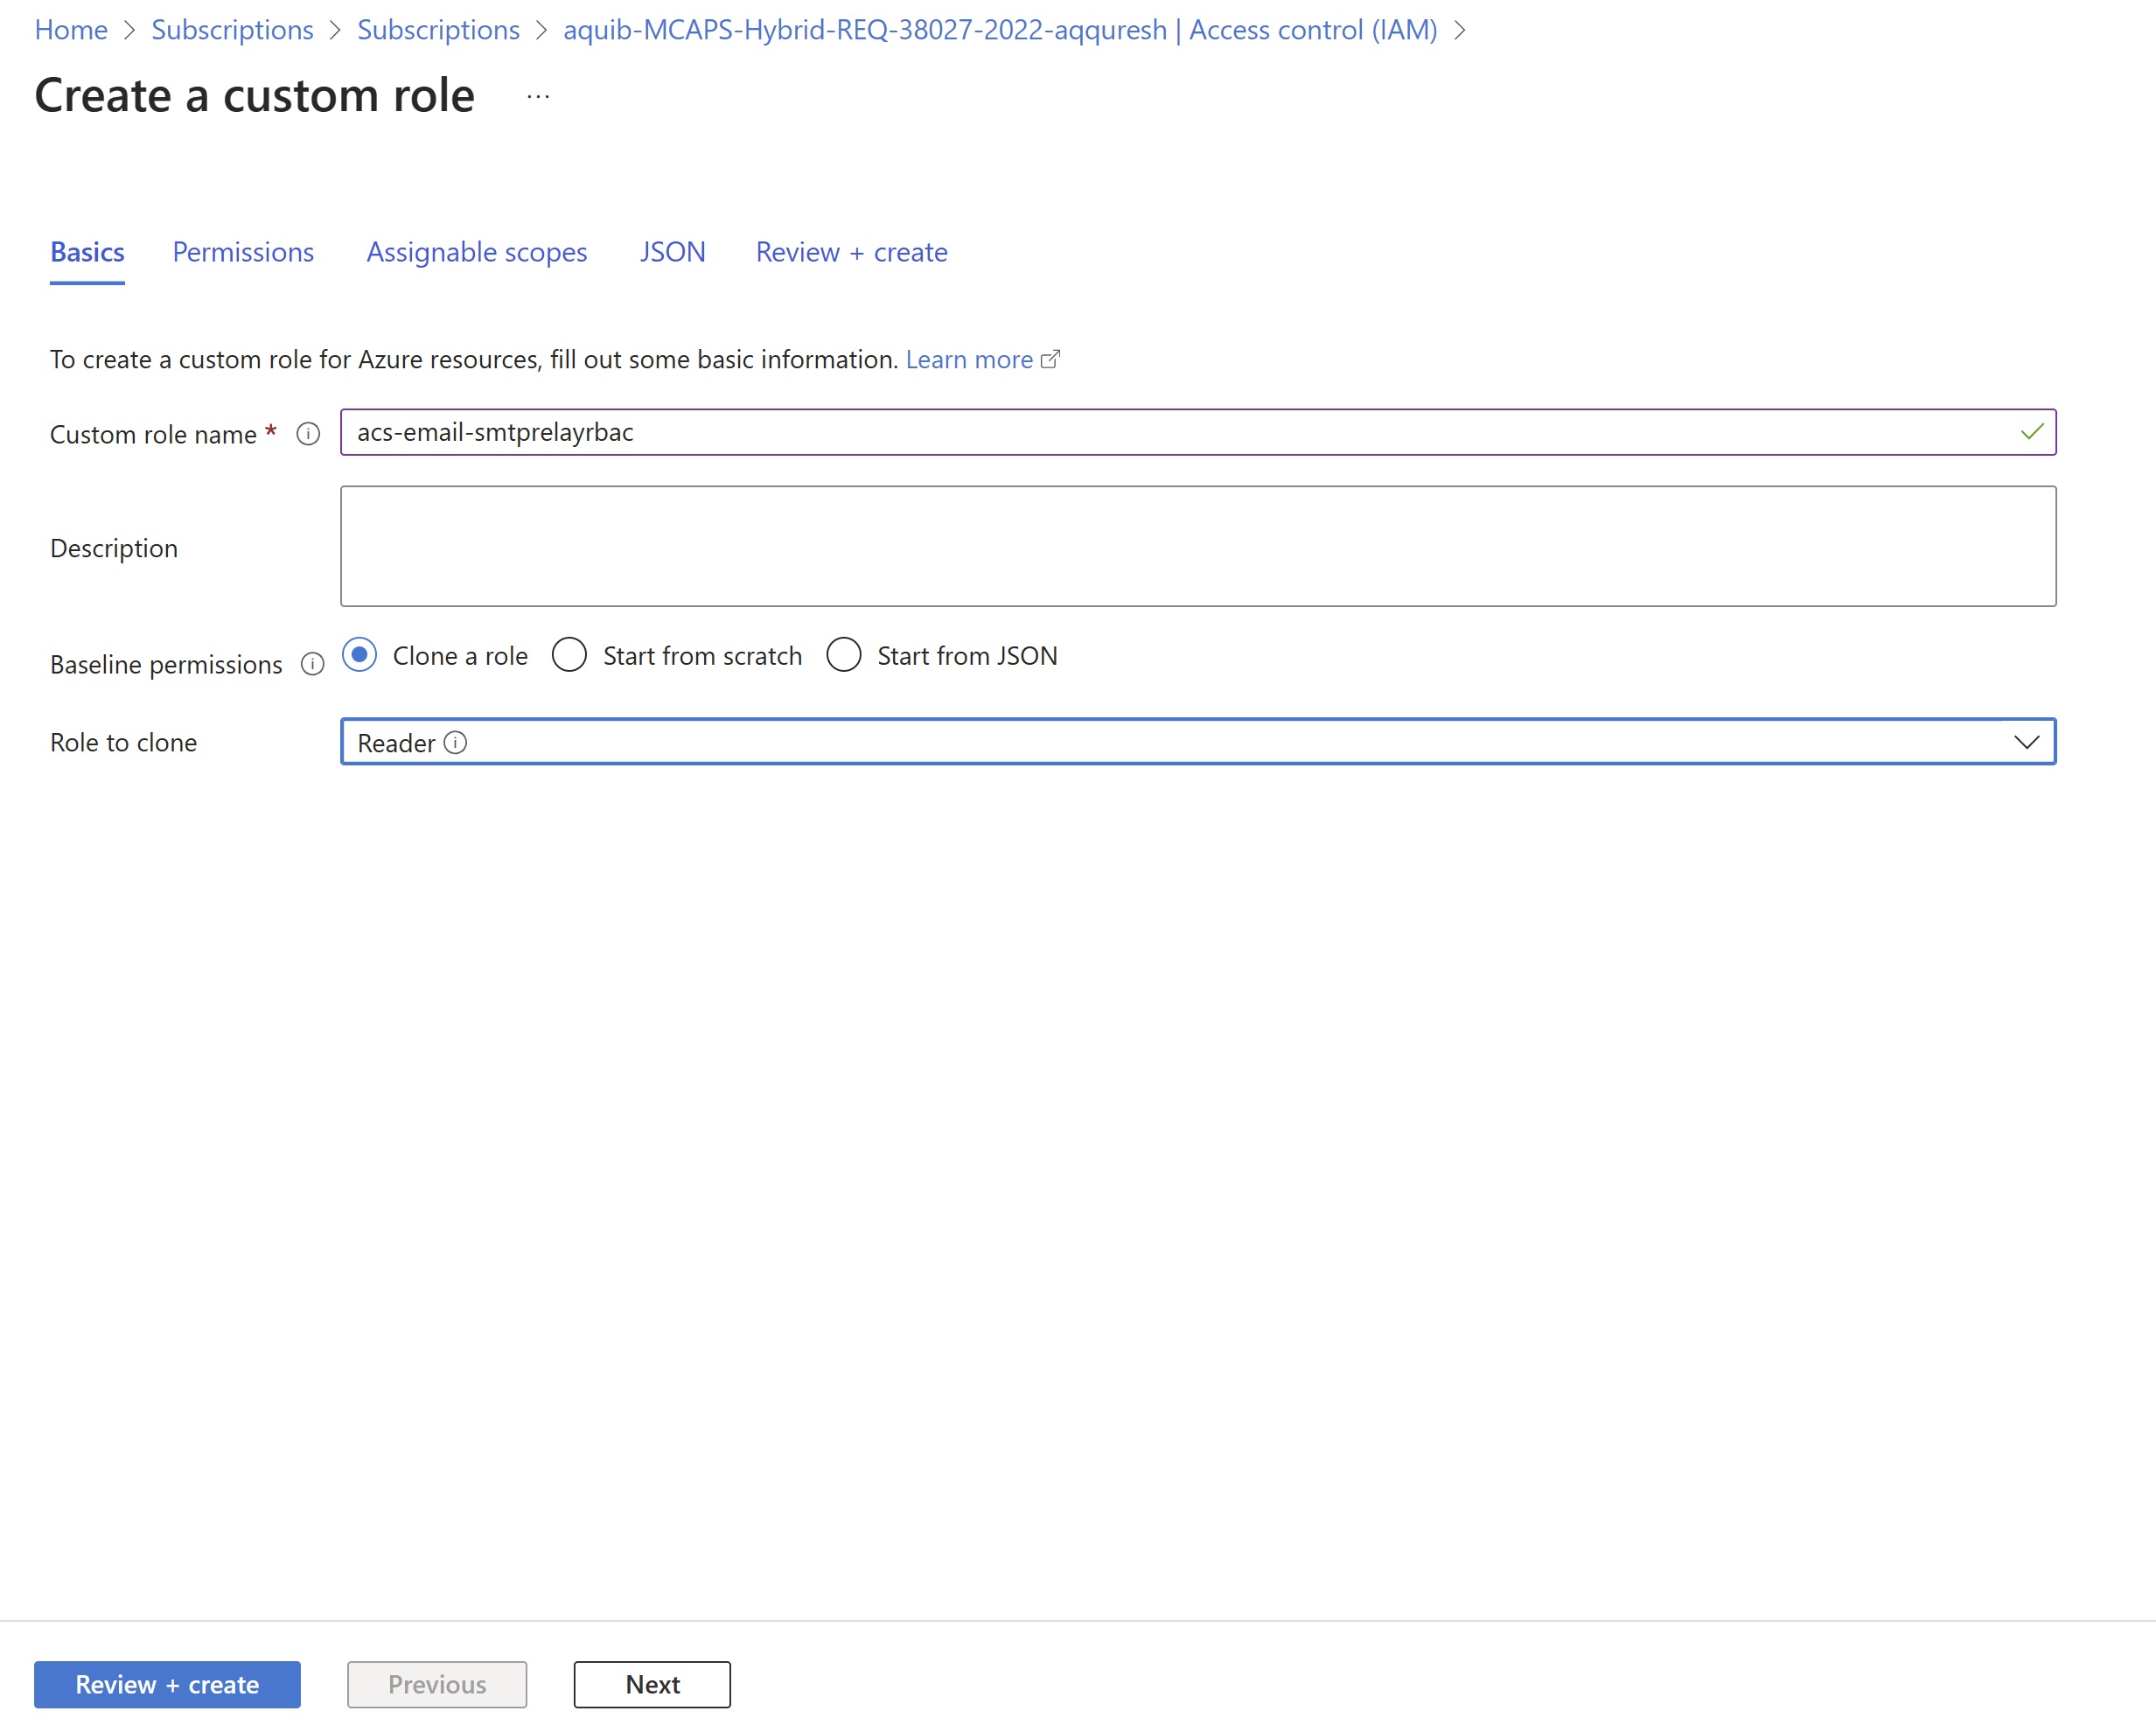 Home > Subscriptions > Subscriptions > aquib-MCAPS-Hybrid-REQ-38027-2022-aqquresh | Access control (IAM) >
Create a custom role ...
Basics Permissions Assignable scopes JSON Review + create
To create a custom role for Azure resources, fill out some basic information. Learn more
Custom role name * acs-email-smtprelayrbac
Description
Baseline permissions Clone a role Start from scratch Start from JSON
Role to clone Reader
Review + create Previous Next